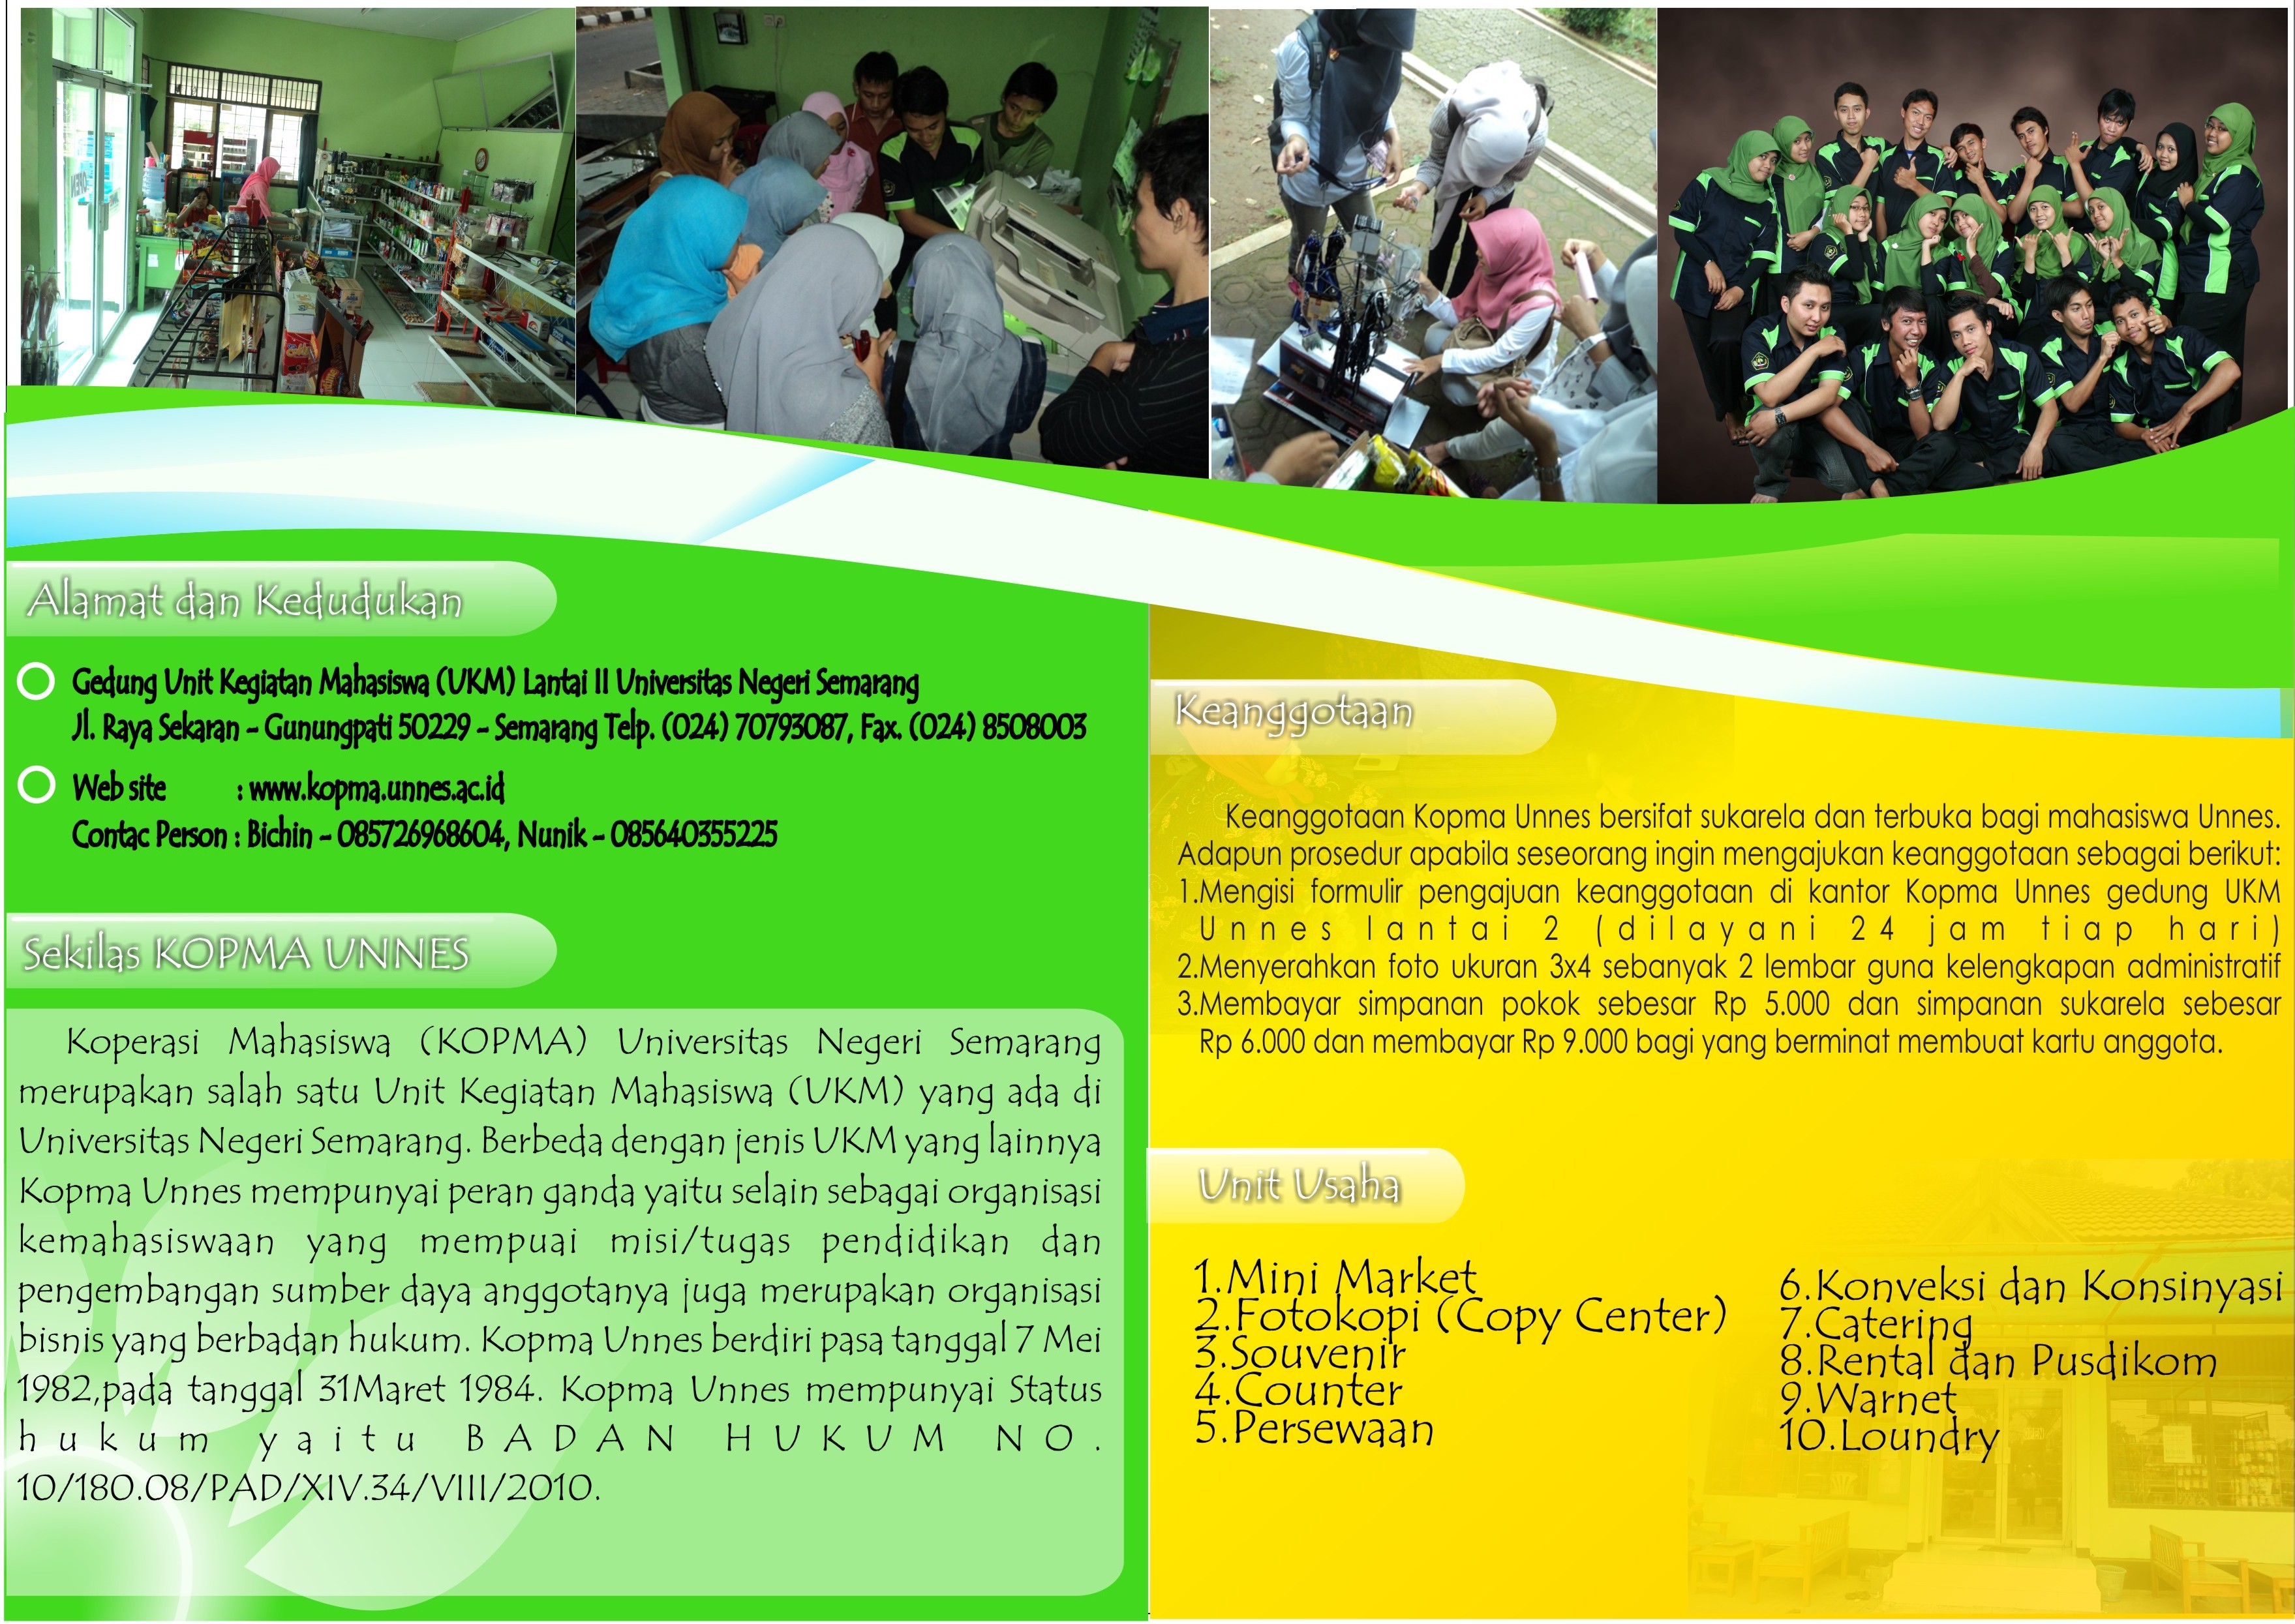 Alamat dan Kedudukan
Gedung Unit Kegiatan Mahasiswa (UKM) Lantai II Universitas Negeri Semarang
Jl. Raya Sekaran - Gunungpati 50229 - Semarang Telp. (024) 70793087, Fax. (024) 8508003
Web site : www.kopma.unnes.ac.id
Contac Person : Bichin - 085726968604, Nunik - 085640355225
Sekilas KOPMA UNNES
Koperasi Mahasiswa (KOPMA) Universitas Negeri Semarang
merupakan salah satu Unit Kegiatan Mahasiswa (UKM) yang ada di
Universitas Negeri Semarang. Berbeda dengan jenis UKM yang lainnya
Kopma Unnes mempunyai peran ganda yaitu selain sebagai organisasi
kemahasiswaan yang mempuai misi/tugas pendidikan dan
pengembangan sumber daya anggotanya juga merupakan organisasi
bisnis yang berbadan hukum. Kopma Unnes berdiri pasa tanggal 7 Mei
1982,pada tanggal 31Maret 1984. Kopma Unnes mempunyai Status
hukum yaitu BADAN HUKUM NO.
10/180.08/PAD/XIV.34/VIII/2010.
Keanggotaan
Keanggotaan Kopma Unnes bersifat sukarela dan terbuka bagi mahasiswa Unnes.
Adapun prosedur apabila seseorang ingin mengajukan keanggotaan sebagai berikut:
1.Mengisi formulir pengajuan keanggotaan di kantor Kopma Unnes gedung UKM
Unnes lantai 2 (dilayani 24 jam tiap hari)
2.Menyerahkan foto ukuran 3x4 sebanyak 2 lembar guna kelengkapan administratif
3.Membayar simpanan pokok sebesar Rp 5.000 dan simpanan sukarela sebesar
Rp 6.000 dan membayar Rp 9.000 bagi yang berminat membuat kartu anggota.
Unit Usaha
1.Mini Market
2.Fotokopi (Copy Center)
3.Souvenir
4.Counter
5.Persewaan
6.Konveksi dan Konsinyasi
7.Catering
8.Rental dan Pusdikom
9.Warnet
10.Loundry